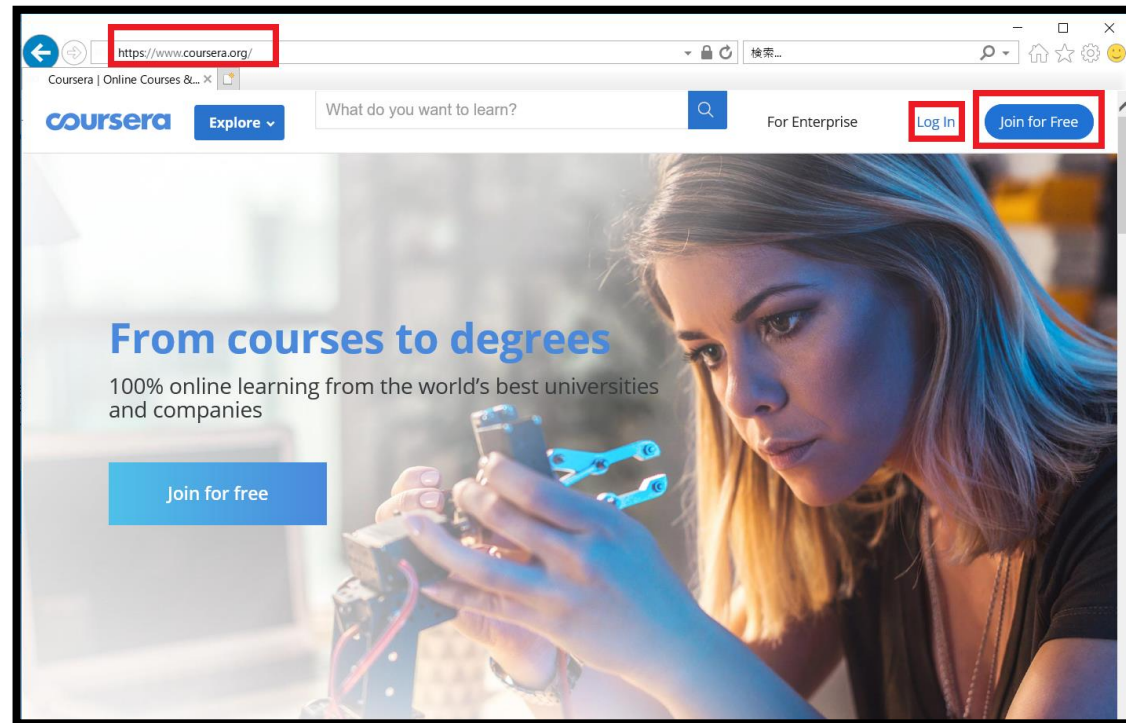 https://www.coursera.org/
検索...
Coursera | Online Courses &...
coursera
Explore
What do you want to learn?
For Enterprise
Log In
Join for Free
From courses to degrees
100% online learning from the world's best universities
and companies
Join for free